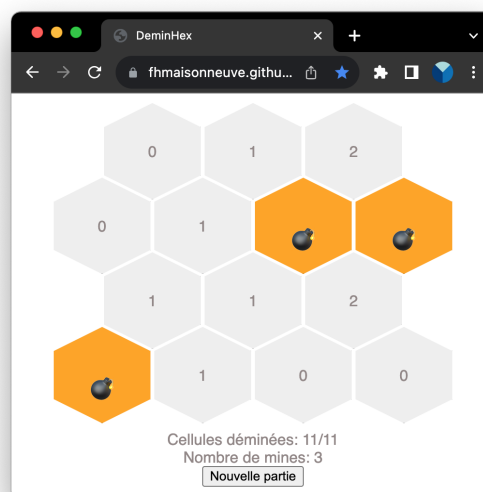 DeminHex
fhmaisonneuve.githu...
0 1 2
0 1
1 1 2
1 0 0
Cellules déminées: 11/11
Nombre de mines: 3
Nouvelle partie